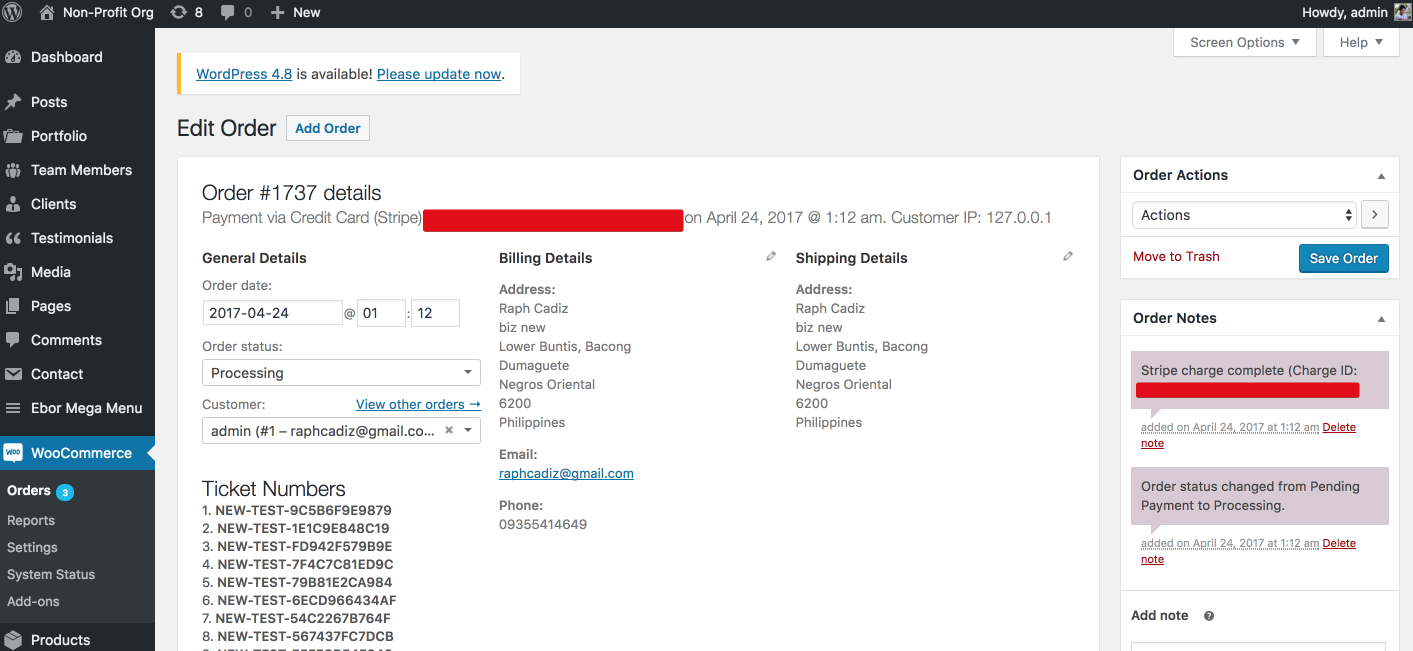 Non-Profit Org 8 0 New Howdy, admin
Screen Options Help
Dashboard
Posts
Portfolio
Team Members
Clients
Testimonials
Media
Pages
Comments
Contact
Ebor Mega Menu
WOO WooCommerce
Orders 3
Reports
Settings
System Status
Add-ons
Products
WordPress 4.8 is available! Please update now.
Edit Order Add Order
Order #1737 details
Payment via Credit Card (Stripe) on April 24, 2017 @ 1:12 am. Customer IP: 127.0.0.1
General Details
Order date:
2017-04-24 @ 01 : 12
Order status:
Processing
Customer: View other orders →
admin (#1 – raphcadiz@gmail.co... ×
Ticket Numbers
1. NEW-TEST-9C5B6F9E9879
2. NEW-TEST-1E1C9E848C19
3. NEW-TEST-FD942F579B9E
4. NEW-TEST-7F4C7C81ED9C
5. NEW-TEST-79B81E2CA984
6. NEW-TEST-6ECD966434AF
7. NEW-TEST-54C2267B764F
8. NEW-TEST-567437FC7DCB
Billing Details
Address:
Raph Cadiz
biz new
Lower Buntis, Bacong
Dumaguete
Negros Oriental
6200
Philippines
Email:
raphcadiz@gmail.com
Phone:
09355414649
Shipping Details
Address:
Raph Cadiz
biz new
Lower Buntis, Bacong
Dumaguete
Negros Oriental
6200
Philippines
Order Actions
Actions
Move to Trash Save Order
Order Notes
Stripe charge complete (Charge ID:
added on April 24, 2017 at 1:12 am Delete
note
Order status changed from Pending
Payment to Processing.
added on April 24, 2017 at 1:12 am Delete
note
Add note ?